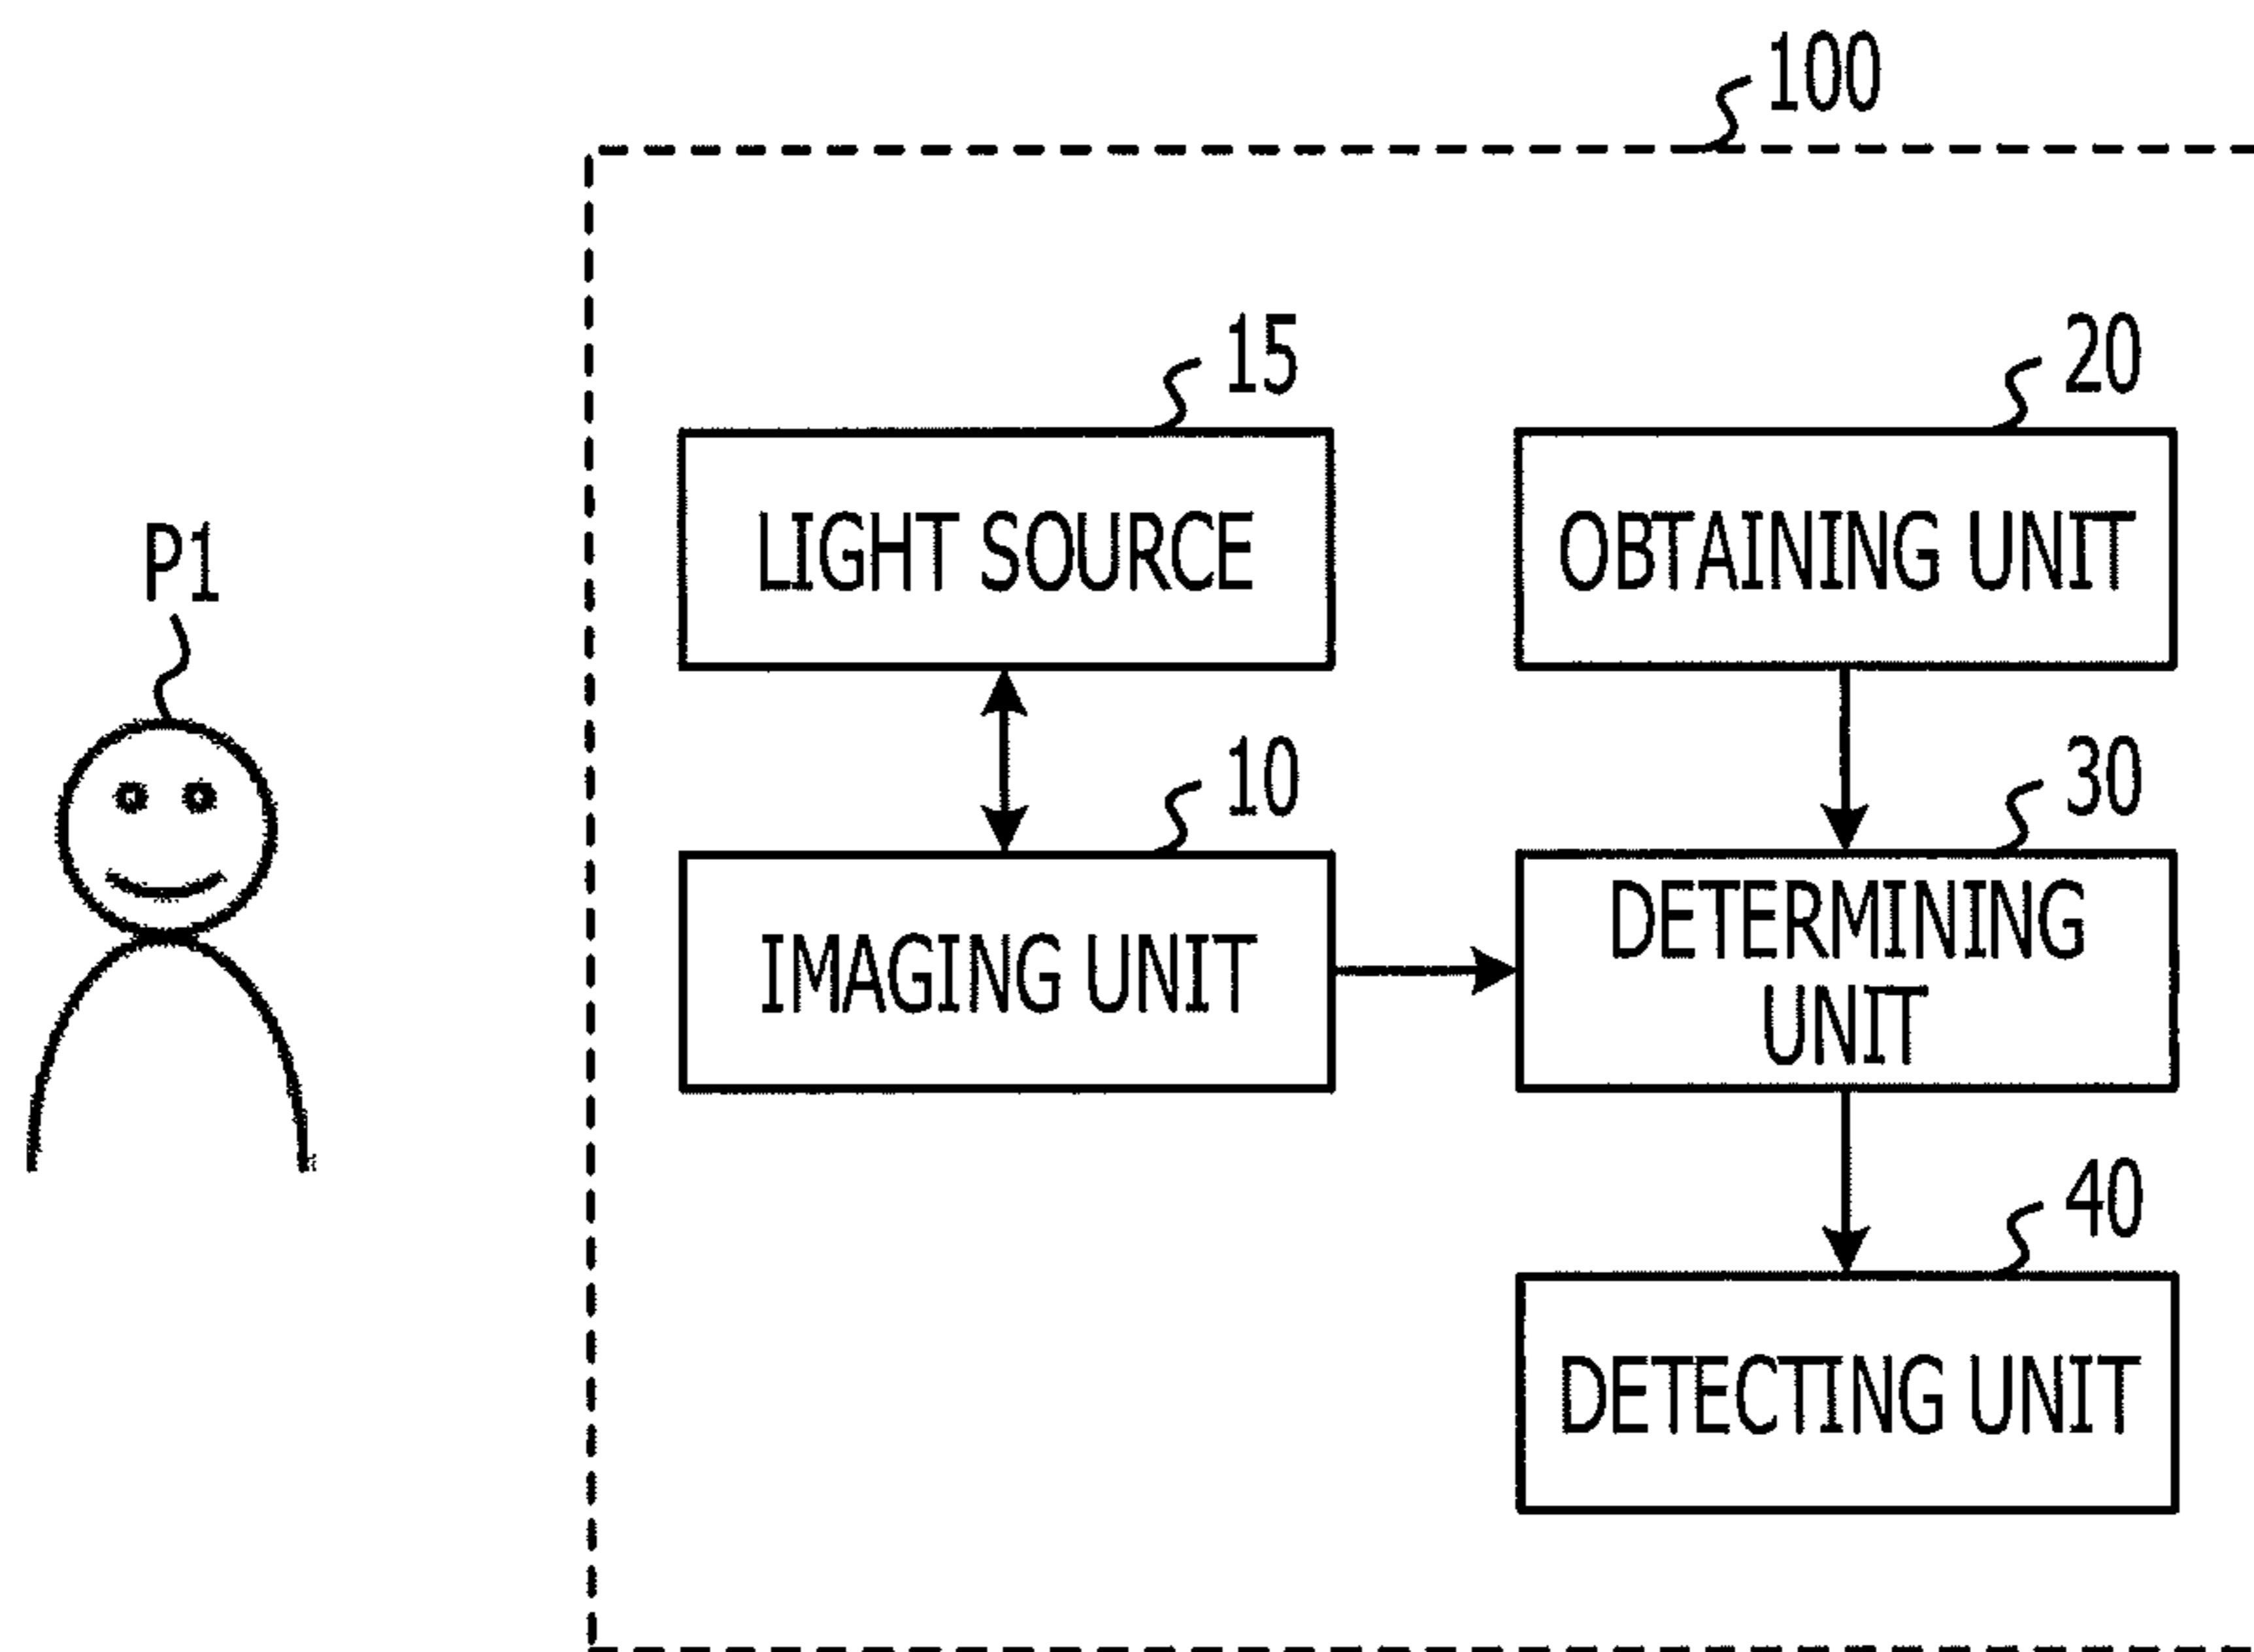 100
15
20
LIGHT SOURCE
OBTAINING UNIT
P1
10
30
IMAGING UNIT
DETERMINING
UNIT
40
DETECTING UNIT